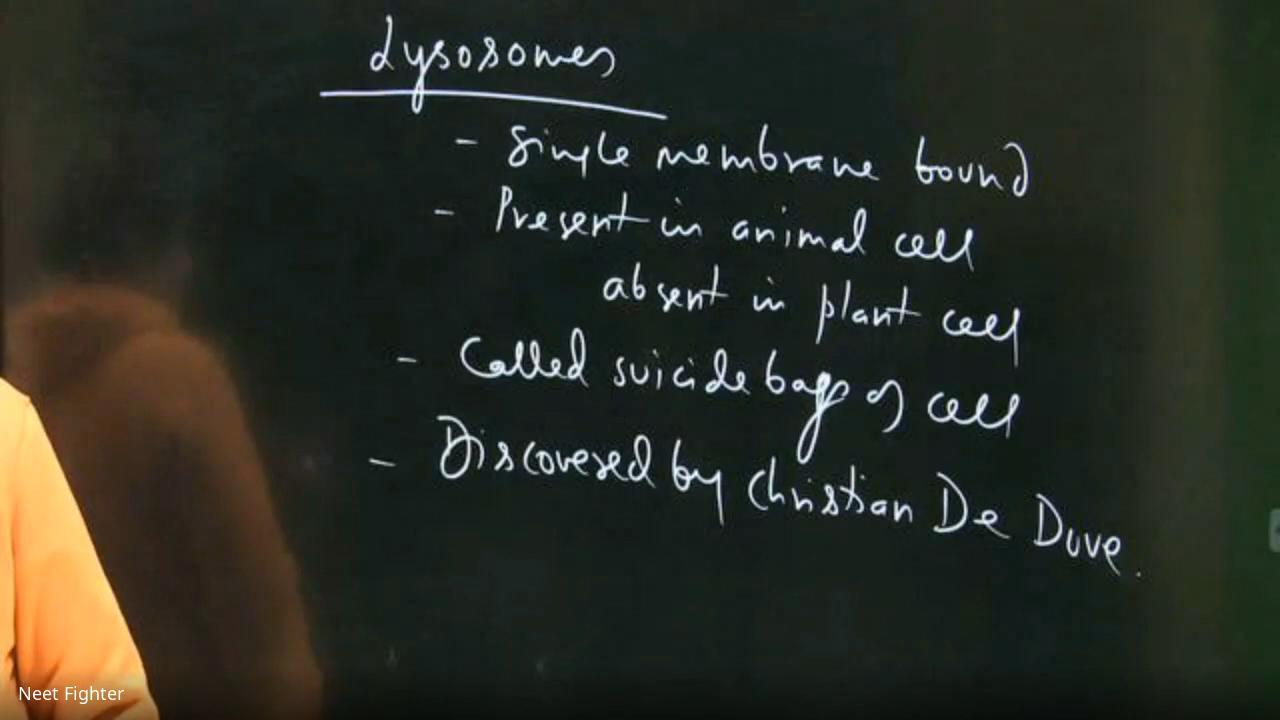 Lysosomes
- Single membrane bound
- Present in animal cell
absent in plant cell
- Called suicide bags of cell
- Discovered by Christian De Duve.
Neet Fighter